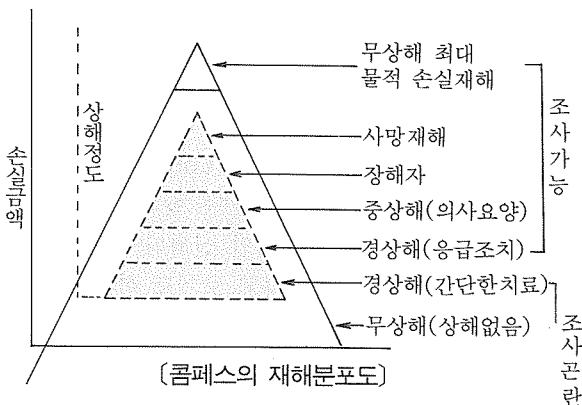 무상해 최대
물적 손실재해
사망재해
장해자
중상해(의사요양)
경상해(응급조치)
경상해(간단한치료)
무상해(상해없음)
조사가능
조사곤란
상해정도
손실금액
〔콤페스의 재해분포도〕